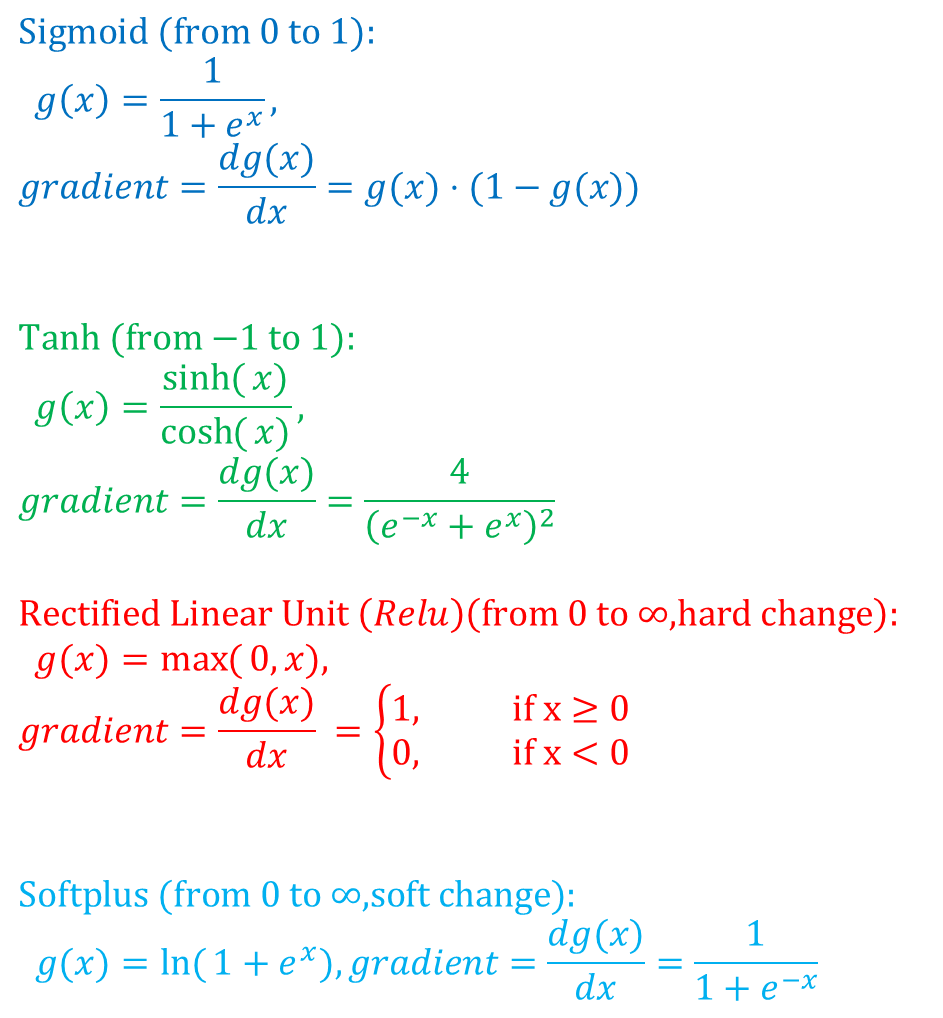 Sigmoid (from 0 to 1):
g(x) = 1 / (1 + e^x),
gradient = dg(x)/dx = g(x) · (1 − g(x))
Tanh (from −1 to 1):
g(x) = sinh( x) / cosh( x),
gradient = dg(x)/dx = 4 / (e^−x + e^x)^2
Rectified Linear Unit (Relu)(from 0 to ∞,hard change):
g(x) = max( 0, x),
gradient = dg(x)/dx = {1, if x ≥ 0
0, if x < 0
Softplus (from 0 to ∞,soft change):
g(x) = ln( 1 + e^x), gradient = dg(x)/dx = 1 / (1 + e^−x)